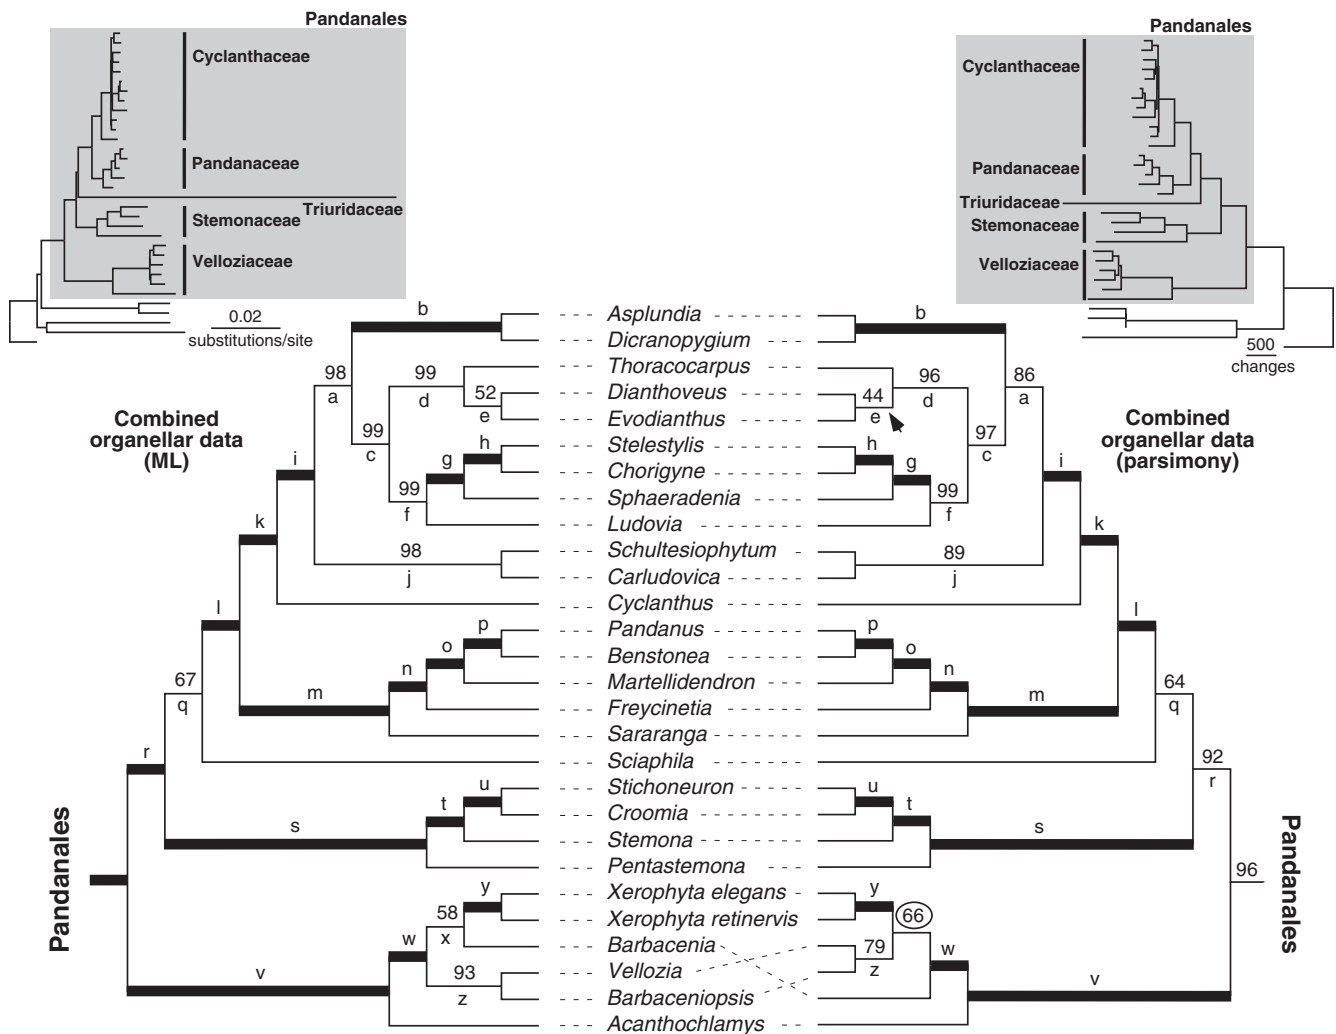 Pandanales
Cyclanthaceae
Pandanaceae
Triuridaceae
Stemonaceae
Velloziaceae
0.02
substitutions/site
Pandanales
Cyclanthaceae
Pandanaceae
Triuridaceae
Stemonaceae
Velloziaceae
500
changes
Combined
organellar data
(ML)
Combined
organellar data
(parsimony)
b
98
a
99
d
52
e
99
c
h
g
99
f
i
98
j
k
l
p
o
n
m
67
q
r
u
t
s
y
58
x
w
93
z
v
Pandanales
Asplundia
Dicranopygium
Thoracocarpus
Dianthoveus
Evodianthus
Stelestylis
Chorigyne
Sphaeradenia
Ludovia
Schultesiophytum
Carludovica
Cyclanthus
Pandanus
Benstonea
Martellidendron
Freycinetia
Sararanga
Sciaphila
Stichoneuron
Croomia
Stemona
Pentastemona
Xerophyta elegans
Xerophyta retinervis
Barbacenia
Vellozia
Barbaceniopsis
Acanthochlamys
b
86
a
96
d
44
e
97
c
h
g
99
f
i
89
j
k
l
p
o
n
m
64
q
92
r
u
t
s
96
y
66
79
z
w
v
Pandanales